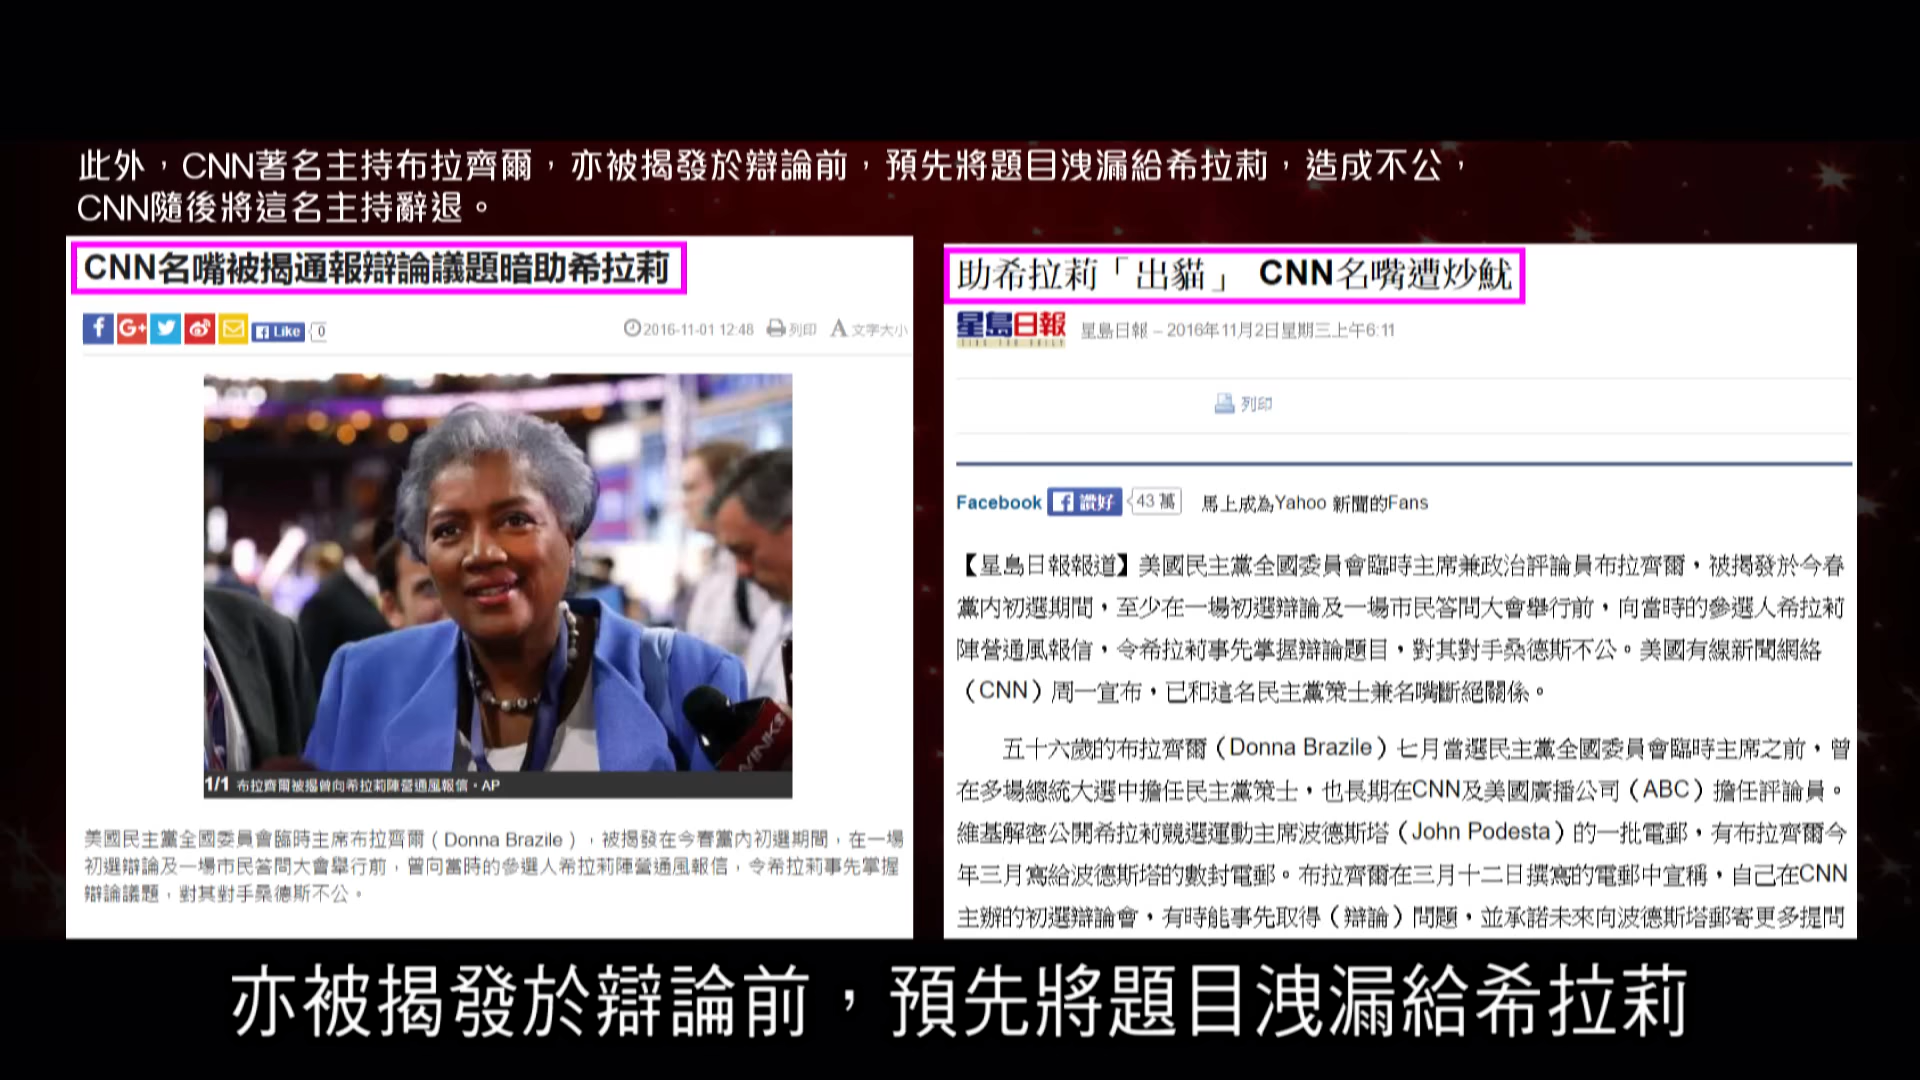 此外，CNN著名主持布拉齊爾，亦被揭發於辯論前，預先將題目洩漏給希拉莉，造成不公，
CNN隨後將這名主持辭退。
CNN名嘴被揭通報辯論議題暗助希拉莉
Like 0
2016-11-01 12:48 列印 A 文字大小
1/1 布拉齊爾被揭曾向希拉莉陣營通風報信。AP
美國民主黨全國委員會臨時主席布拉齊爾（Donna Brazile），被揭發在今春黨內初選期間，在一場
初選辯論及一場市民答問大會舉行前，曾向當時的參選人希拉莉陣營通風報信，令希拉莉事先掌握
辯論議題，對其對手桑德斯不公。
助希拉莉「出貓」 CNN名嘴遭炒魷
星島日報
星島日報 – 2016年11月2日星期三上午6:11
列印
Facebook 讚好 43 萬 馬上成為Yahoo 新聞的Fans
【星島日報報道】美國民主黨全國委員會臨時主席兼政治評論員布拉齊爾，被揭發於今春
黨內初選期間，至少在一場初選辯論及一場市民答問大會舉行前，向當時的參選人希拉莉
陣營通風報信，令希拉莉事先掌握辯論題目，對其對手桑德斯不公。美國有線新聞網絡
（CNN）周一宣布，已和這名民主黨策士兼名嘴斷絕關係。
五十六歲的布拉齊爾（Donna Brazile）七月當選民主黨全國委員會臨時主席之前，曾
在多場總統大選中擔任民主黨策士，也長期在CNN及美國廣播公司（ABC）擔任評論員。
維基解密公開希拉莉競選運動主席波德斯塔（John Podesta）的一批電郵，有布拉齊爾今
年三月寫給波德斯塔的數封電郵。布拉齊爾在三月十二日撰寫的電郵中宣稱，自己在CNN
主辦的初選辯論會，有時能事先取得（辯論）問題，並承諾未來向波德斯塔郵寄更多提問
亦被揭發於辯論前，預先將題目洩漏給希拉莉